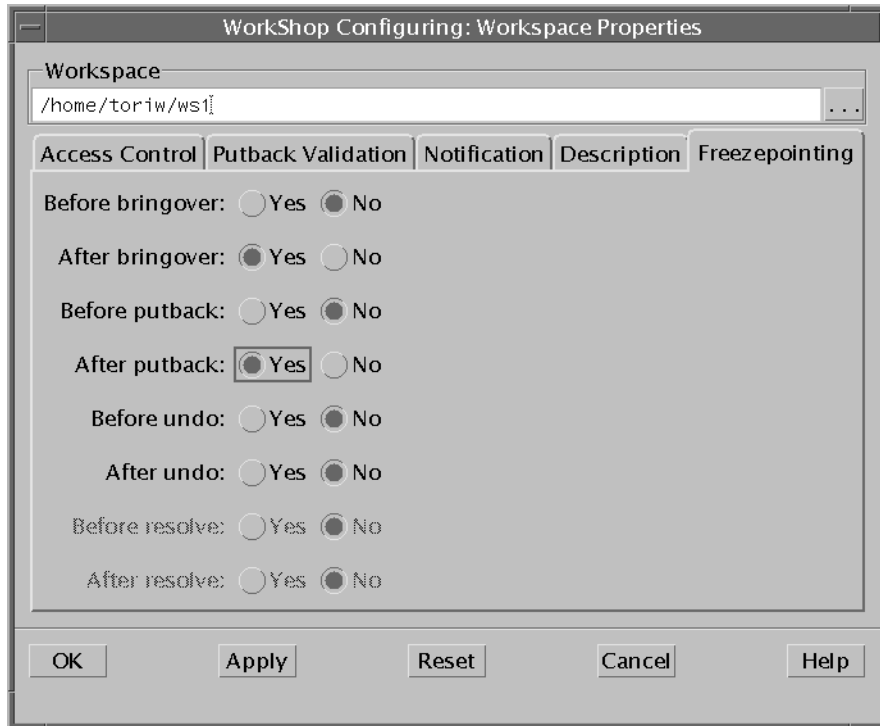 WorkShop Configuring: Workspace Properties
Workspace
/home/toriw/ws1
...
Access Control Putback Validation Notification Description Freezepointing
Before bringover: Yes No
After bringover: Yes No
Before putback: Yes No
After putback: Yes No
Before undo: Yes No
After undo: Yes No
Before resolve: Yes No
After resolve: Yes No
OK Apply Reset Cancel Help